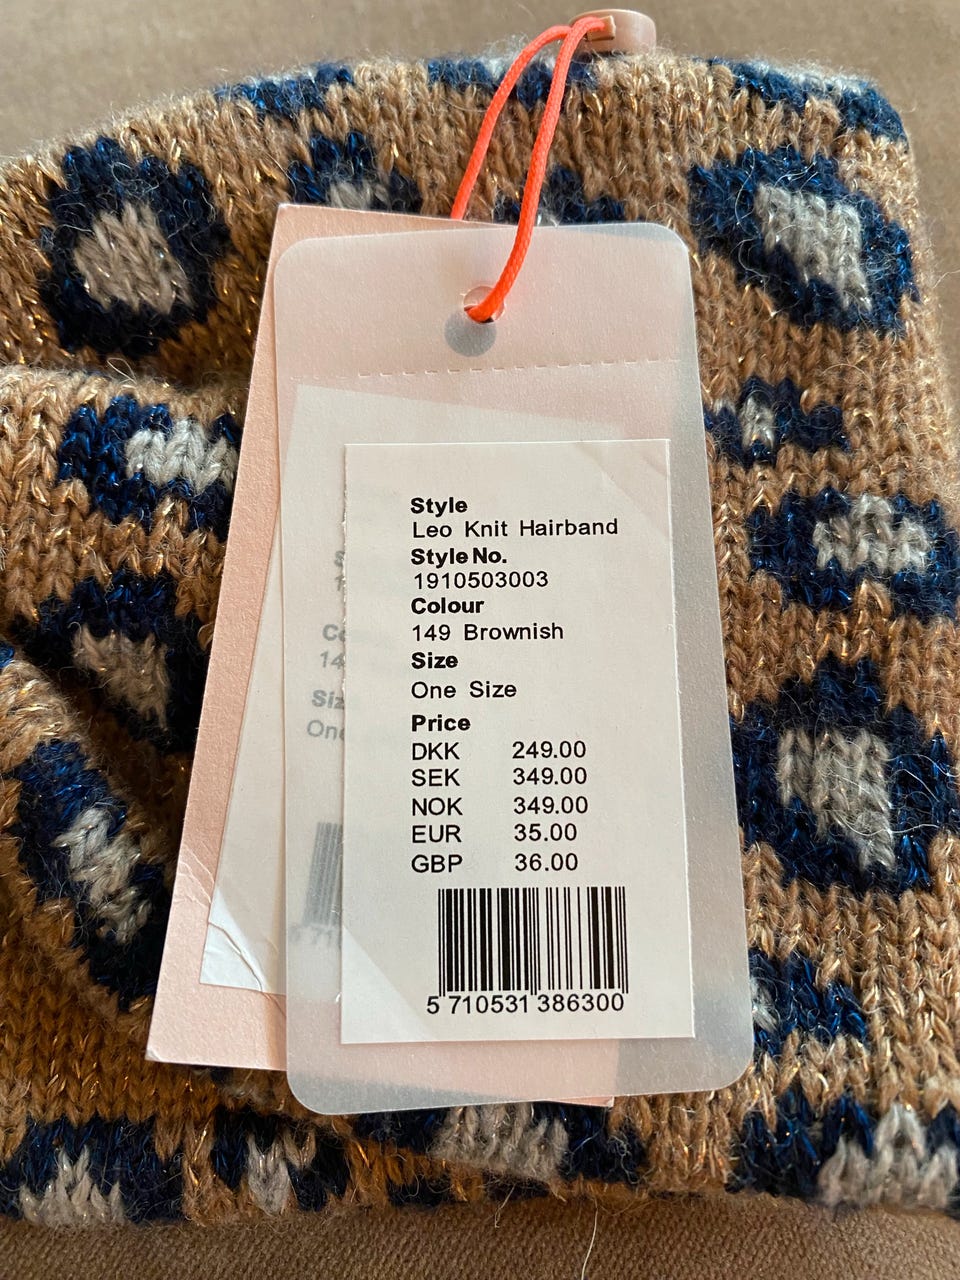 Style
Leo Knit Hairband
Style No.
1910503003
Colour
149 Brownish
Size
One Size
Price
DKK 249.00
SEK 349.00
NOK 349.00
EUR 35.00
GBP 36.00
5 710531 386300